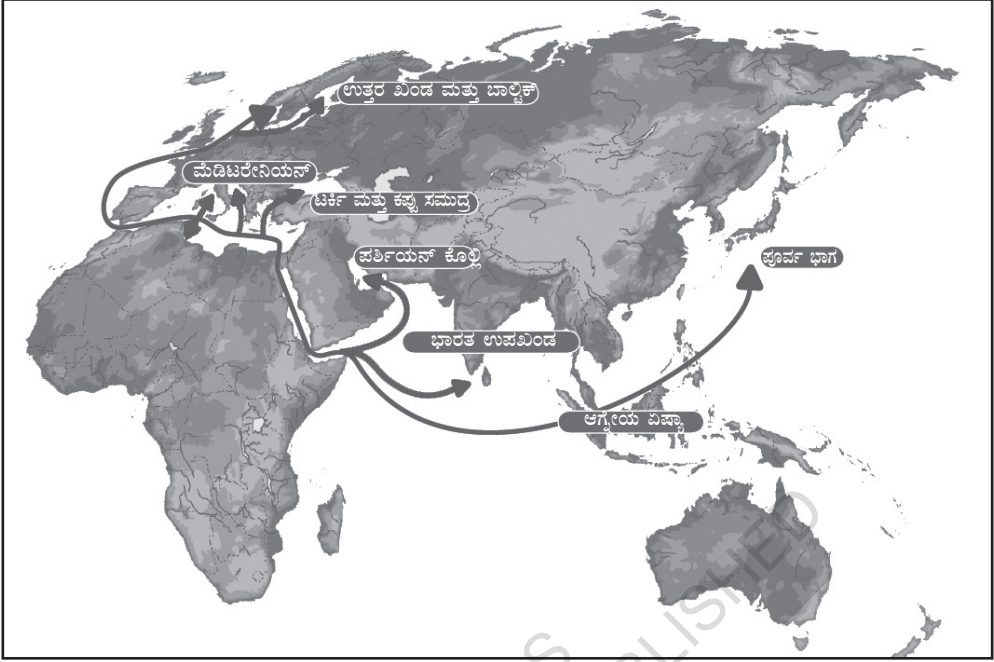 ಉತ್ತರ ಖಂಡ ಮತ್ತು ಬಾಲ್ಟಿಕ್
ಮೆಡಿಟರೇನಿಯನ್
ಟರ್ಕಿ ಮತ್ತು ಕಪ್ಪು ಸಮುದ್ರ
ಪರ್ಶಿಯನ್ ಕೊಲ್ಲಿ
ಪೂರ್ವ ಭಾಗ
ಭಾರತ ಉಪಖಂಡ
ಆಗ್ನೇಯ ಏಷ್ಯಾ